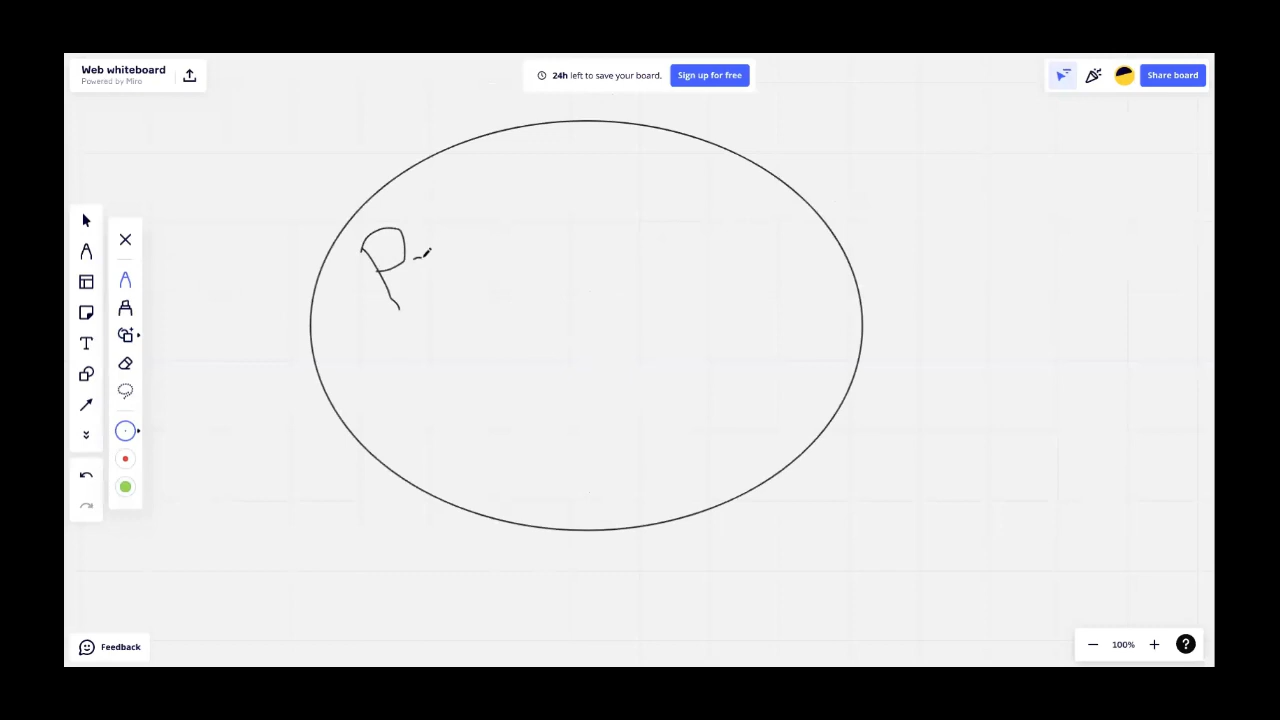 Web whiteboard
Powered by Miro
24h left to save your board.
Sign up for free
Share board
P
T
Feedback
100%
?